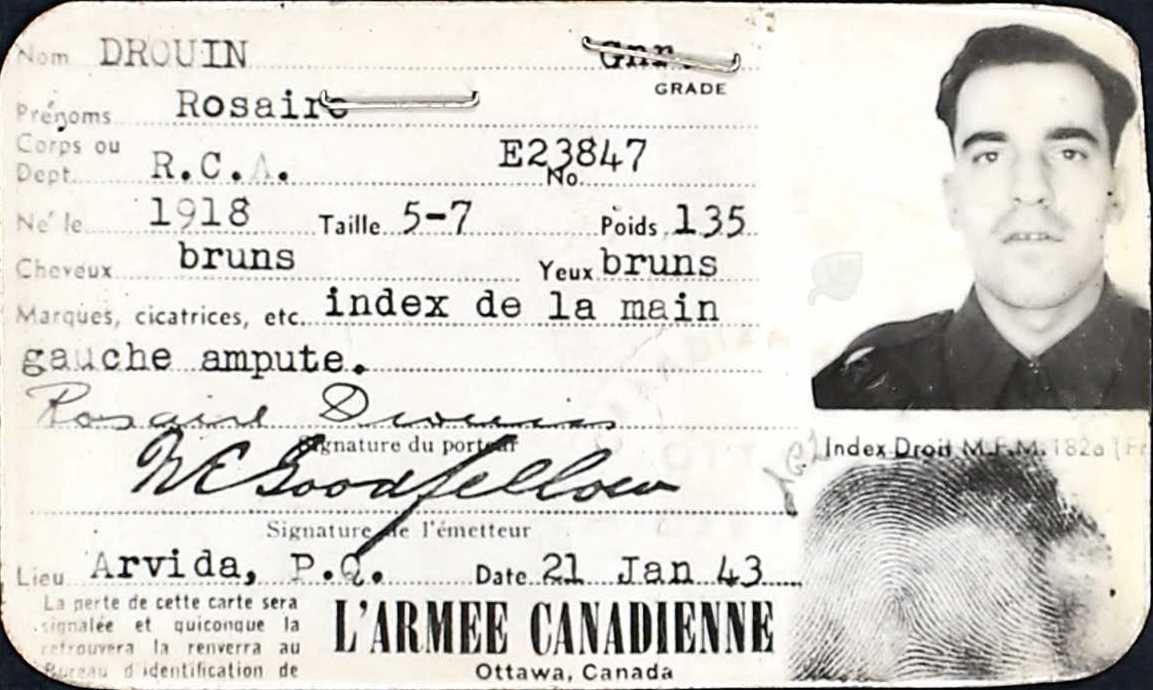 Nom DROUIN Gnr. GRADE
Prénoms Rosaire
Corps ou Dept. R.C.A. E23847 No.
Né le 1918 Taille 5-7 Poids 135
Cheveux bruns Yeux bruns
Marques, cicatrices, etc. index de la main
gauche ampute.
Rosaire Drouin
Signature du porteur
W E Goodfellow
Signature de l'émetteur
Index Droit M.F.M. 182a (Fr
Lieu Arvida, P.Q. Date 21 Jan 43
La perte de cette carte sera
signalée et quiconque la
retrouvera la renverra au
Bureau d'identification de
L'ARMEE CANADIENNE
Ottawa, Canada